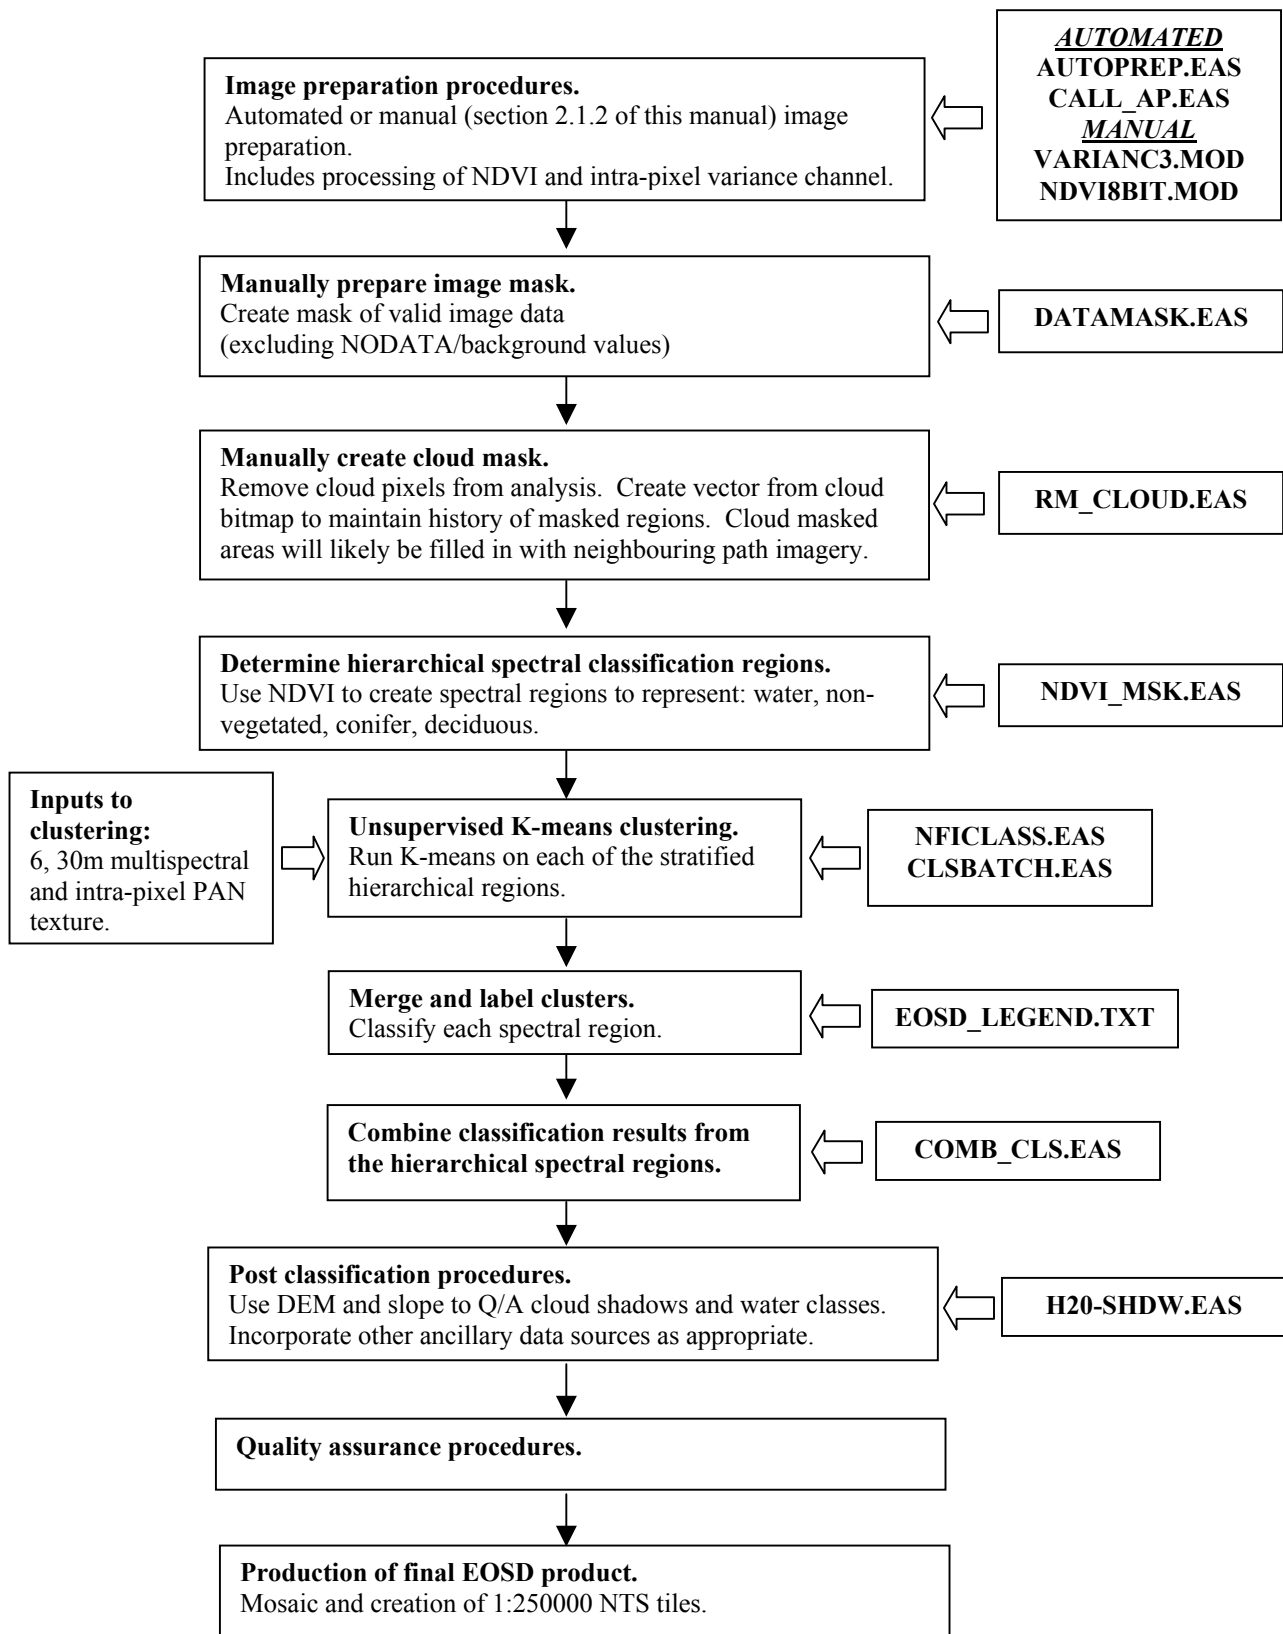 Image preparation procedures.
Automated or manual (section 2.1.2 of this manual) image
preparation.
Includes processing of NDVI and intra-pixel variance channel.
AUTOMATED
AUTOPREP.EAS
CALL_AP.EAS
MANUAL
VARIANC3.MOD
NDVI8BIT.MOD
Manually prepare image mask.
Create mask of valid image data
(excluding NODATA/background values)
DATAMASK.EAS
Manually create cloud mask.
Remove cloud pixels from analysis.  Create vector from cloud
bitmap to maintain history of masked regions.  Cloud masked
areas will likely be filled in with neighbouring path imagery.
RM_CLOUD.EAS
Determine hierarchical spectral classification regions.
Use NDVI to create spectral regions to represent: water, non-
vegetated, conifer, deciduous.
NDVI_MSK.EAS
Inputs to
clustering:
6, 30m multispectral
and intra-pixel PAN
texture.
Unsupervised K-means clustering.
Run K-means on each of the stratified
hierarchical regions.
NFICLASS.EAS
CLSBATCH.EAS
Merge and label clusters.
Classify each spectral region.
EOSD_LEGEND.TXT
Combine classification results from
the hierarchical spectral regions.
COMB_CLS.EAS
Post classification procedures.
Use DEM and slope to Q/A cloud shadows and water classes.
Incorporate other ancillary data sources as appropriate.
H20-SHDW.EAS
Quality assurance procedures.
Production of final EOSD product.
Mosaic and creation of 1:250000 NTS tiles.